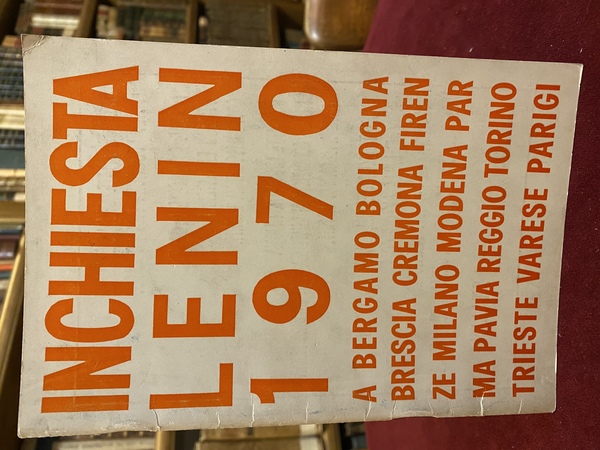 INCHIESTA
LENIN
1970
A BERGAMO BOLOGNA
BRESCIA CREMONA FIREN
ZE MILANO MODENA PAR
MA PAVIA REGGIO TORINO
TRIESTE VARESE PARIGI